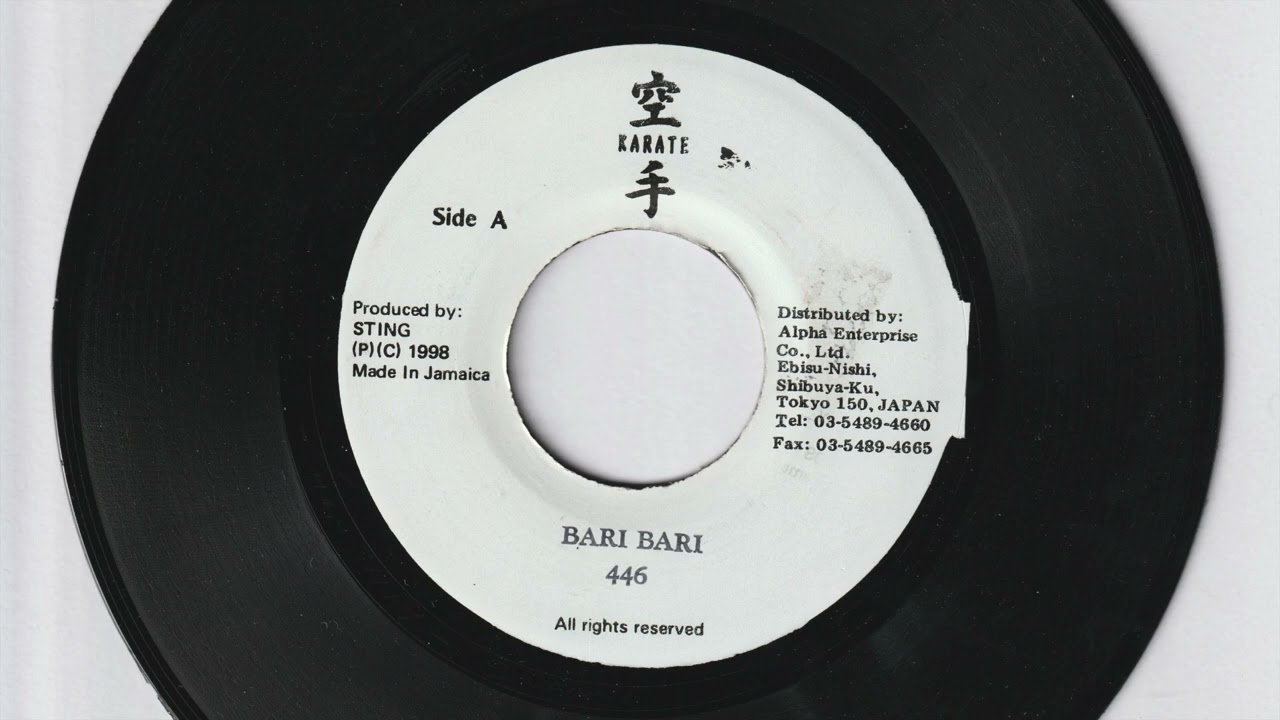 空
KARATE
手
Side A
Produced by:
STING
(P)(C) 1998
Made In Jamaica
Distributed by:
Alpha Enterprise
Co., Ltd.
Ebisu-Nishi,
Shibuya-Ku,
Tokyo 150, JAPAN
Tel: 03-5489-4660
Fax: 03-5489-4665
BARI BARI
446
All rights reserved